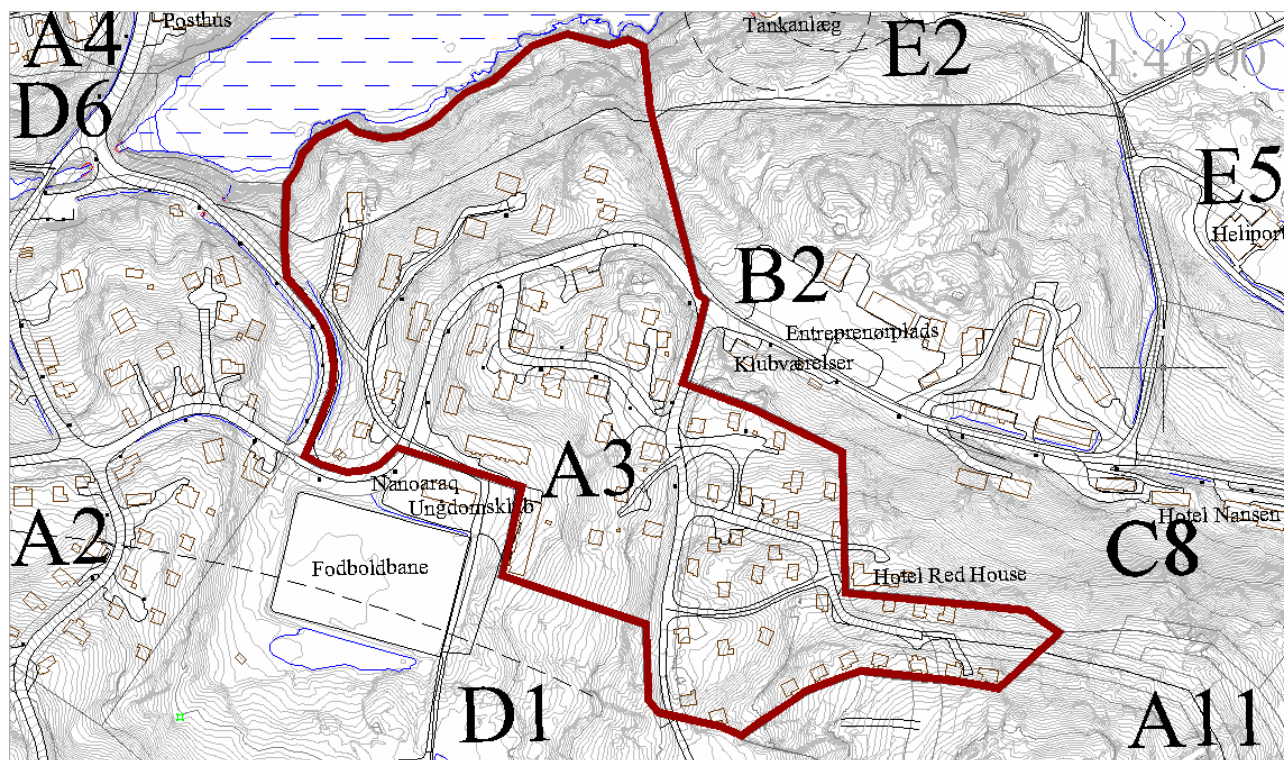 Posthus
Tankanlæg
A4
E2
1:4 000
D6
E5
Heliport
B2
Entreprenørplads
Klubværelser
A3
Nanoaraq
Ungdomsklub
Hotel Nansen
A2
C8
Fodboldbane
Hotel Red House
D1
A11